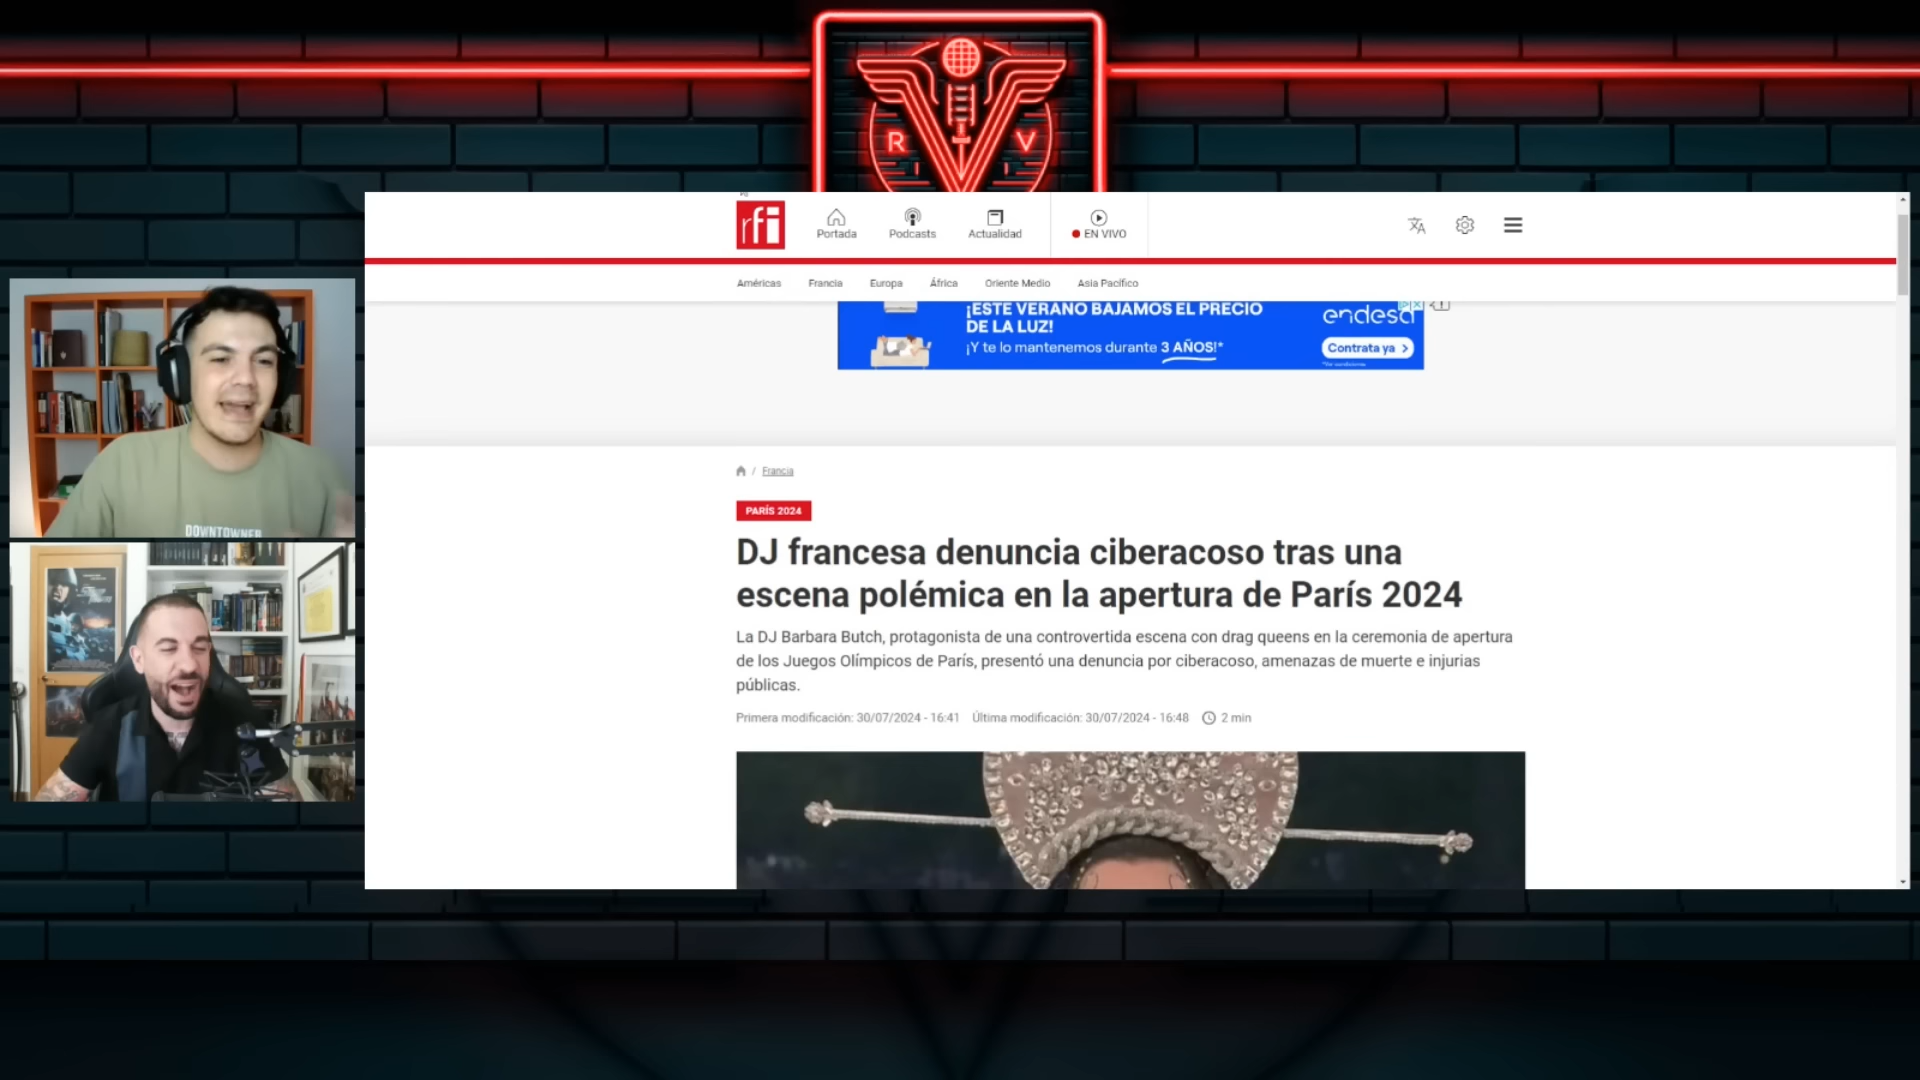 R V
rfi
Portada
Podcasts
Actualidad
EN VIVO
Américas
Francia
Europa
África
Oriente Medio
Asia Pacífico
¡ESTE VERANO BAJAMOS EL PRECIO
DE LA LUZ!
¡Y te lo mantenemos durante 3 AÑOS!*
endesa
Contrata ya >
/ Francia
PARÍS 2024
DJ francesa denuncia ciberacoso tras una
escena polémica en la apertura de París 2024
La DJ Barbara Butch, protagonista de una controvertida escena con drag queens en la ceremonia de apertura
de los Juegos Olímpicos de París, presentó una denuncia por ciberacoso, amenazas de muerte e injurias
públicas.
Primera modificación: 30/07/2024 - 16:41 Última modificación: 30/07/2024 - 16:48 2 min
DOWNTOWNER